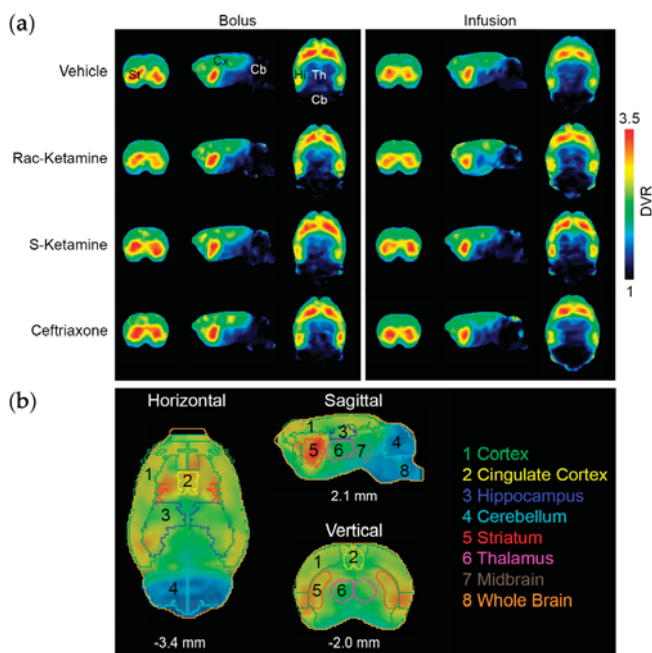 (a)
Bolus Infusion
Vehicle
St Cx Cb Hi Th Cb
Rac-Ketamine
S-Ketamine
Ceftriaxone
3.5
DVR
1
(b)
Horizontal
1
2
3
4
-3.4 mm
Sagittal
1
3
4
5 6 7
8
2.1 mm
Vertical
2
1
5 6
-2.0 mm
1 Cortex
2 Cingulate Cortex
3 Hippocampus
4 Cerebellum
5 Striatum
6 Thalamus
7 Midbrain
8 Whole Brain